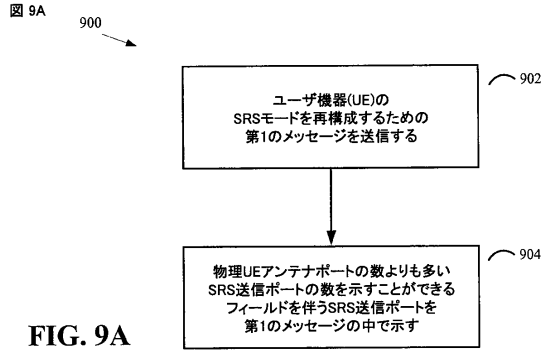 図 9A
900
902
ユーザ機器(UE)の
SRSモードを再構成するための
第1のメッセージを送信する
904
物理UEアンテナポートの数よりも多い
SRS送信ポートの数を示すことができる
フィールドを伴うSRS送信ポートを
第1のメッセージの中で示す
FIG. 9A